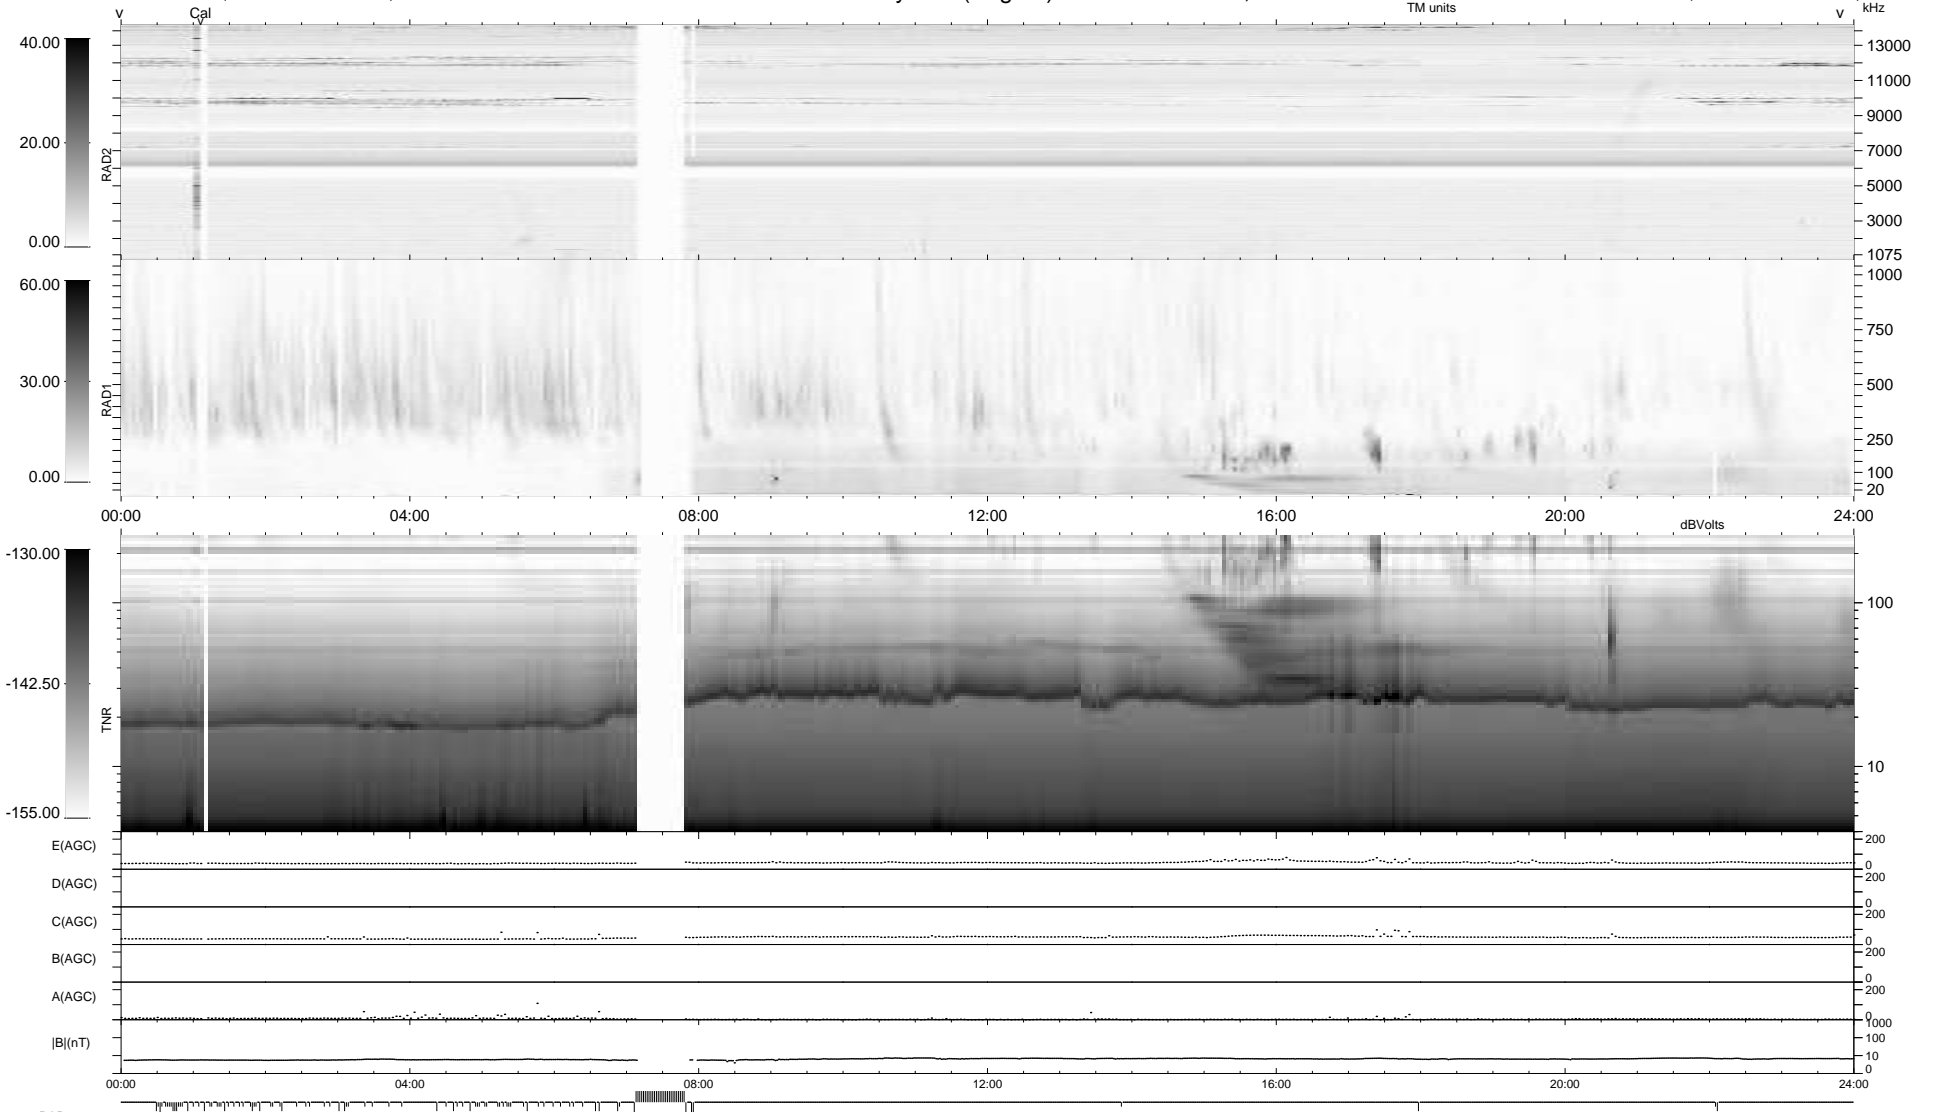 TM units
kHz
v Cal v
v
40.00
20.00
0.00
RAD2
13000
11000
9000
7000
5000
3000
1075
60.00
30.00
0.00
RAD1
1000
750
500
250
100
20
00:00 04:00 08:00 12:00 16:00 20:00 24:00
dBVolts
-130.00
-142.50
-155.00
TNR
100
10
E(AGC) 200 0
D(AGC) 200 0
C(AGC) 200 0
B(AGC) 200 0
A(AGC) 200 0
|B|(nT) 1000 100 10 0
00:00 04:00 08:00 12:00 16:00 20:00 24:00